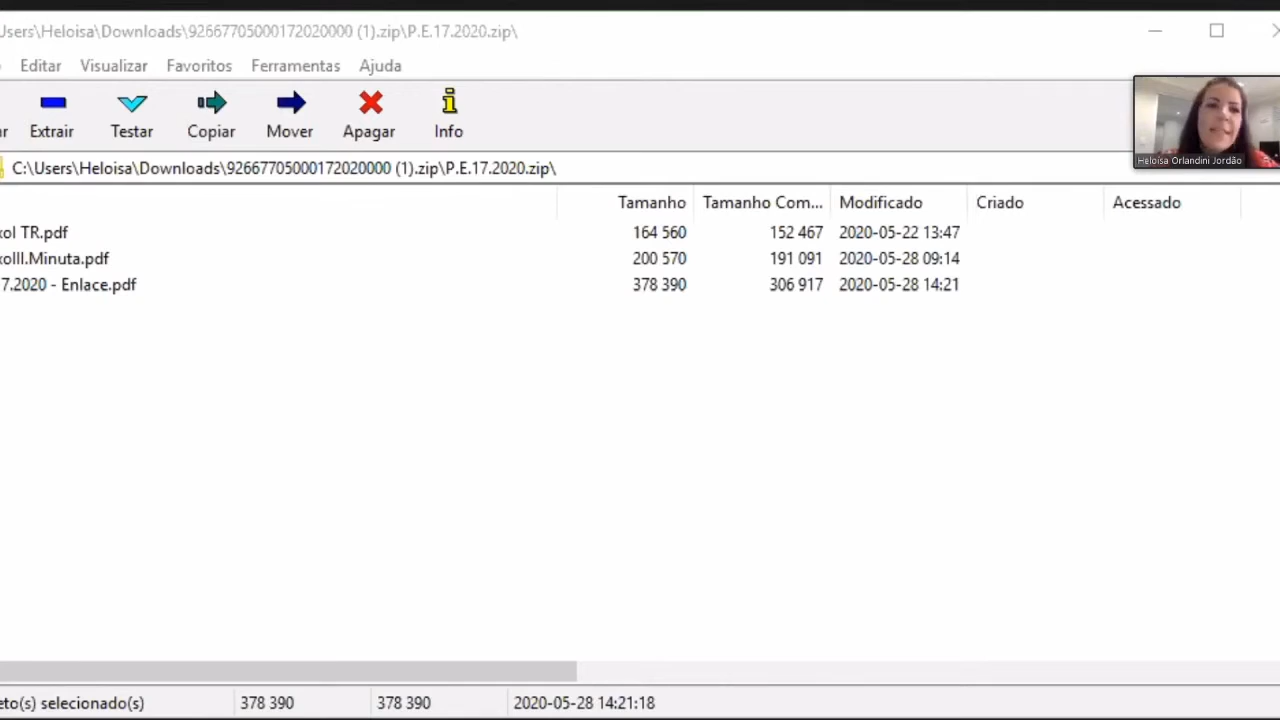 Users\Heloisa\Downloads\92667705000172020000 (1).zip\P.E.17.2020.zip\
Editar Visualizar Favoritos Ferramentas Ajuda
Extrair Testar Copiar Mover Apagar Info
Heloísa Orlandini Jordão
C:\Users\Heloisa\Downloads\92667705000172020000 (1).zip\P.E.17.2020.zip\
Tamanho Tamanho Com... Modificado Criado Acessado
xoI TR.pdf 164 560 152 467 2020-05-22 13:47
xoIII.Minuta.pdf 200 570 191 091 2020-05-28 09:14
7.2020 - Enlace.pdf 378 390 306 917 2020-05-28 14:21
eto(s) selecionado(s) 378 390 378 390 2020-05-28 14:21:18